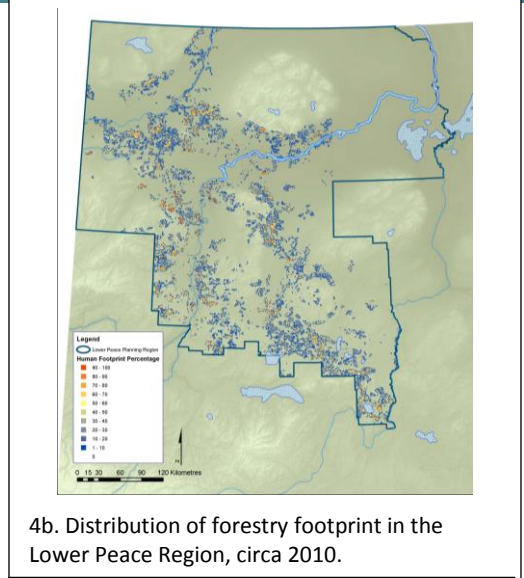 Legend
Lower Peace Planning Region
Human Footprint Percentage
90 - 100
80 - 90
70 - 80
60 - 70
50 - 60
40 - 50
30 - 40
20 - 30
10 - 20
1 - 10
0
0 15 30 60 90 120 Kilometres
4b. Distribution of forestry footprint in the
Lower Peace Region, circa 2010.